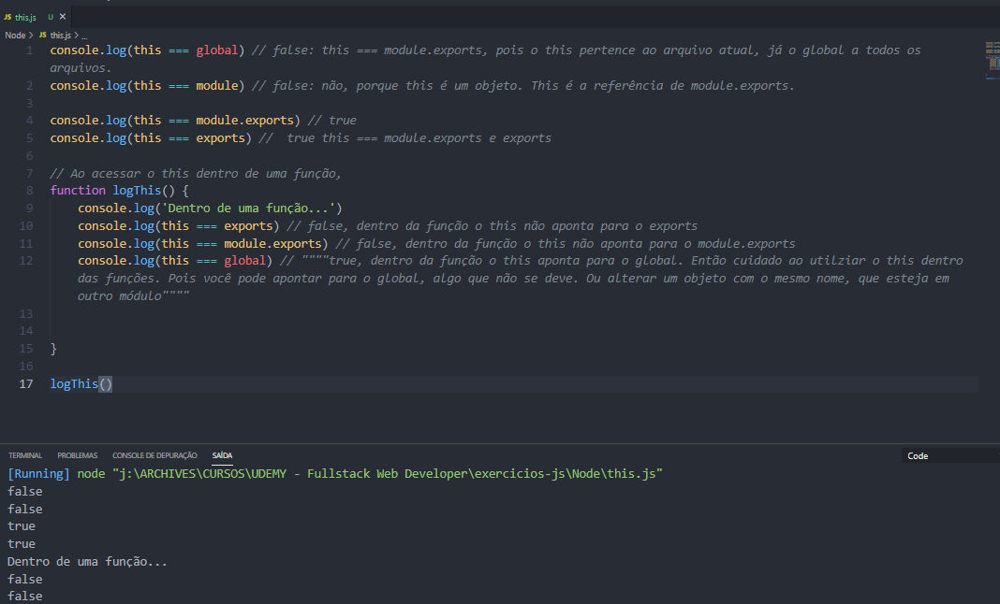 JS this.js U ×
Node > JS this.js > ...
1 console.log(this === global) // false: this === module.exports, pois o this pertence ao arquivo atual, já o global a todos os
arquivos.
2 console.log(this === module) // false: não, porque this é um objeto. This é a referência de module.exports.
3
4 console.log(this === module.exports) // true
5 console.log(this === exports) //  true this === module.exports e exports
6
7 // Ao acessar o this dentro de uma função,
8 function logThis() {
9 console.log('Dentro de uma função...')
10 console.log(this === exports) // false, dentro da função o this não aponta para o exports
11 console.log(this === module.exports) // false, dentro da função o this não aponta para o module.exports
12 console.log(this === global) // """"true, dentro da função o this aponta para o global. Então cuidado ao utilziar o this dentro
das funções. Pois você pode apontar para o global, algo que não se deve. Ou alterar um objeto com o mesmo nome, que esteja em
outro módulo""""
13
14
15 }
16
17 logThis()
TERMINAL PROBLEMAS CONSOLE DE DEPURAÇÃO SAÍDA Code
[Running] node "j:\ARCHIVES\CURSOS\UDEMY - Fullstack Web Developer\exercicios-js\Node\this.js"
false
false
true
true
Dentro de uma função...
false
false